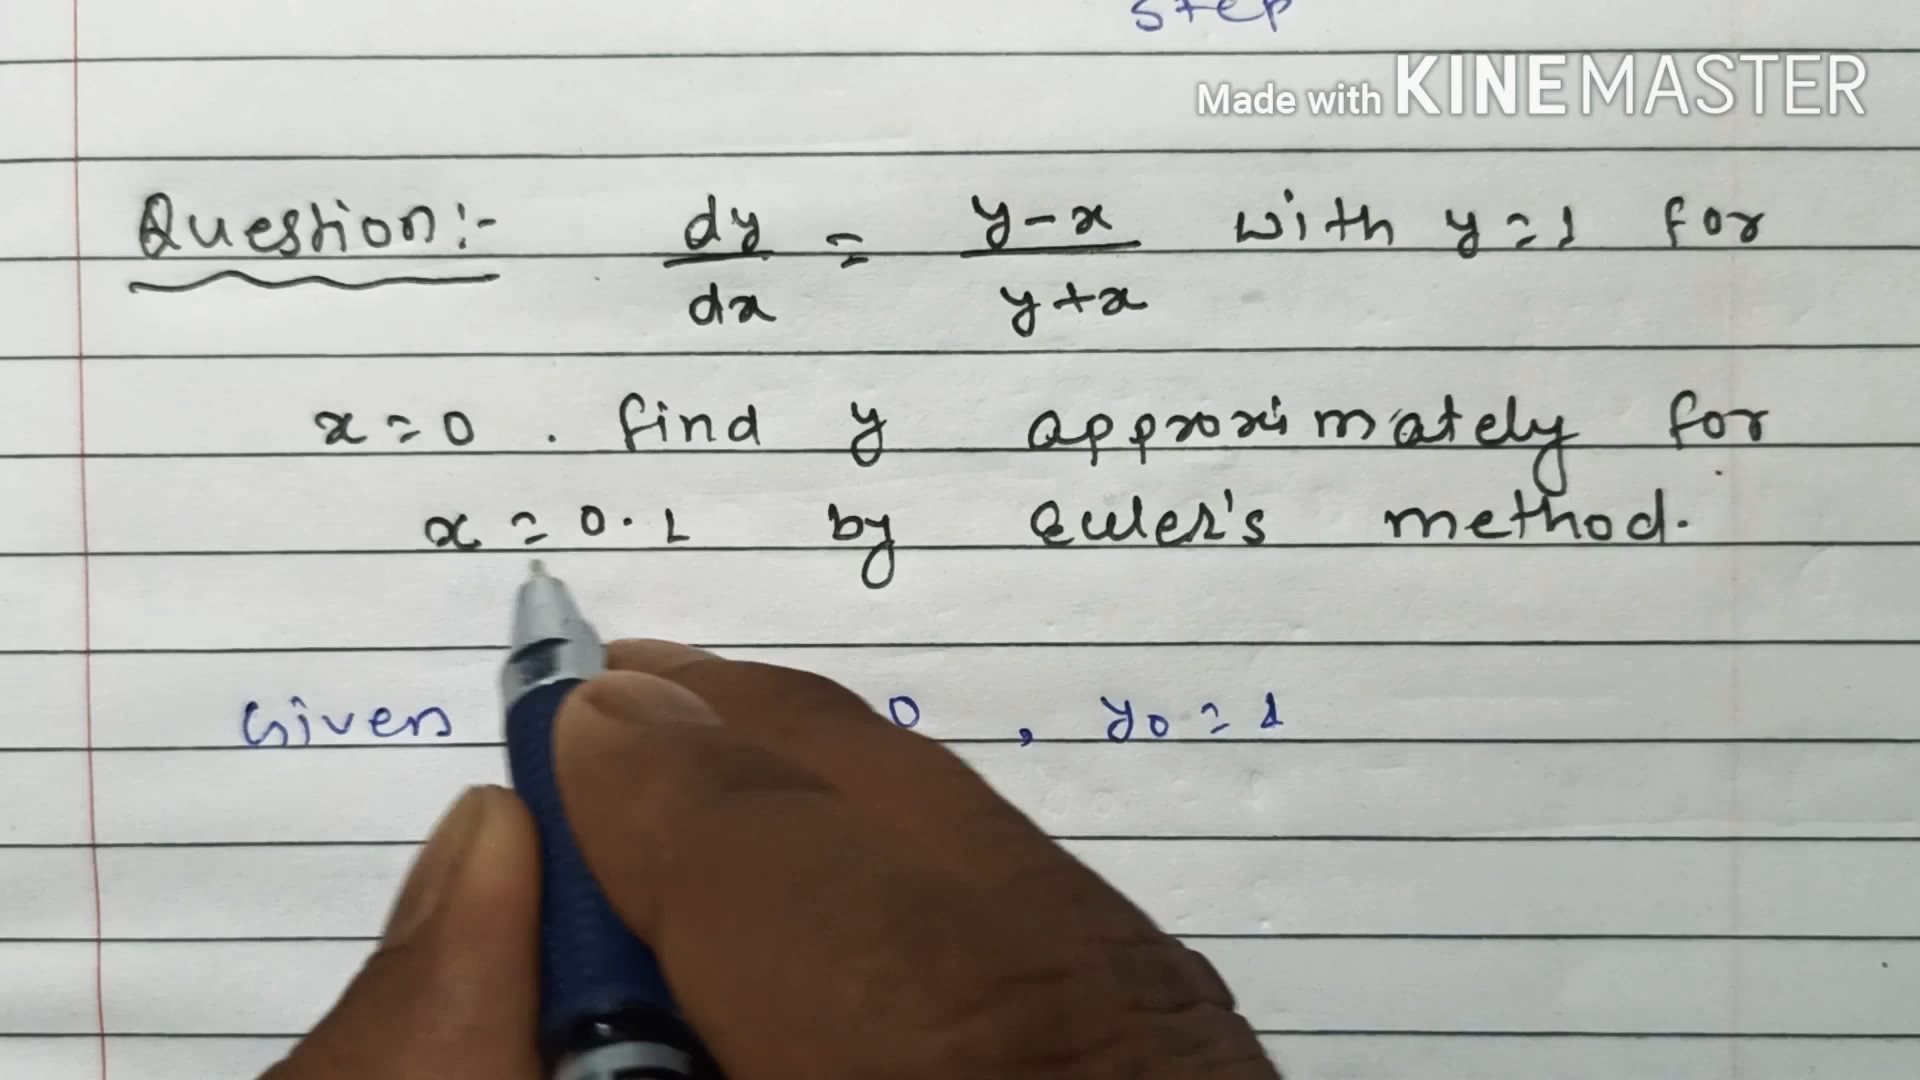 step
Made with KINEMASTER
Question:- dy/dx = y-x/y+x with y=1 for
x=0 . find y approximately for
x=0.1 by Euler's method.
Given 0 , y0=1